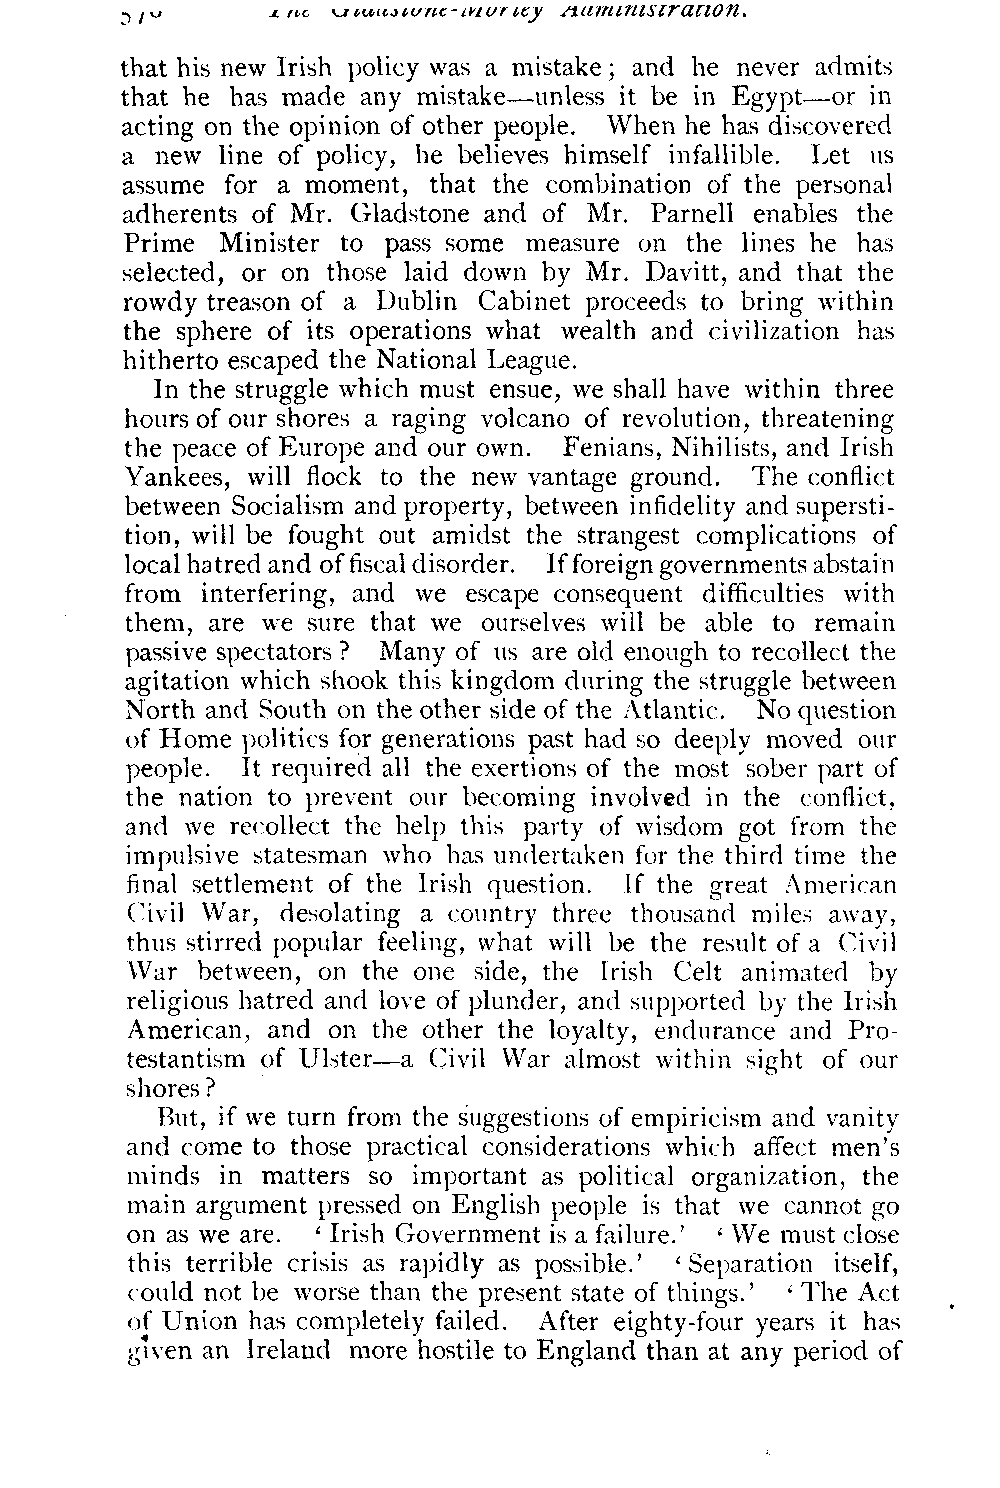 The Gladstone-Morley Administration.
that his new Irish policy was a mistake; and he never admits
that he has made any mistake—unless it be in Egypt—or in
acting on the opinion of other people. When he has discovered
a new line of policy, he believes himself infallible. Let us
assume for a moment, that the combination of the personal
adherents of Mr. Gladstone and of Mr. Parnell enables the
Prime Minister to pass some measure on the lines he has
selected, or on those laid down by Mr. Davitt, and that the
rowdy treason of a Dublin Cabinet proceeds to bring within
the sphere of its operations what wealth and civilization has
hitherto escaped the National League.
In the struggle which must ensue, we shall have within three
hours of our shores a raging volcano of revolution, threatening
the peace of Europe and our own. Fenians, Nihilists, and Irish
Yankees, will flock to the new vantage ground. The conflict
between Socialism and property, between infidelity and supersti-
tion, will be fought out amidst the strangest complications of
local hatred and of fiscal disorder. If foreign governments abstain
from interfering, and we escape consequent difficulties with
them, are we sure that we ourselves will be able to remain
passive spectators? Many of us are old enough to recollect the
agitation which shook this kingdom during the struggle between
North and South on the other side of the Atlantic. No question
of Home politics for generations past had so deeply moved our
people. It required all the exertions of the most sober part of
the nation to prevent our becoming involved in the conflict,
and we recollect the help this party of wisdom got from the
impulsive statesman who has undertaken for the third time the
final settlement of the Irish question. If the great American
Civil War, desolating a country three thousand miles away,
thus stirred popular feeling, what will be the result of a Civil
War between, on the one side, the Irish Celt animated by
religious hatred and love of plunder, and supported by the Irish
American, and on the other the loyalty, endurance and Pro-
testantism of Ulster—a Civil War almost within sight of our
shores?
But, if we turn from the suggestions of empiricism and vanity
and come to those practical considerations which affect men's
minds in matters so important as political organization, the
main argument pressed on English people is that we cannot go
on as we are. ‘Irish Government is a failure.’ ‘We must close
this terrible crisis as rapidly as possible.’ ‘Separation itself,
could not be worse than the present state of things.’ ‘The Act
of Union has completely failed. After eighty-four years it has
given an Ireland more hostile to England than at any period of